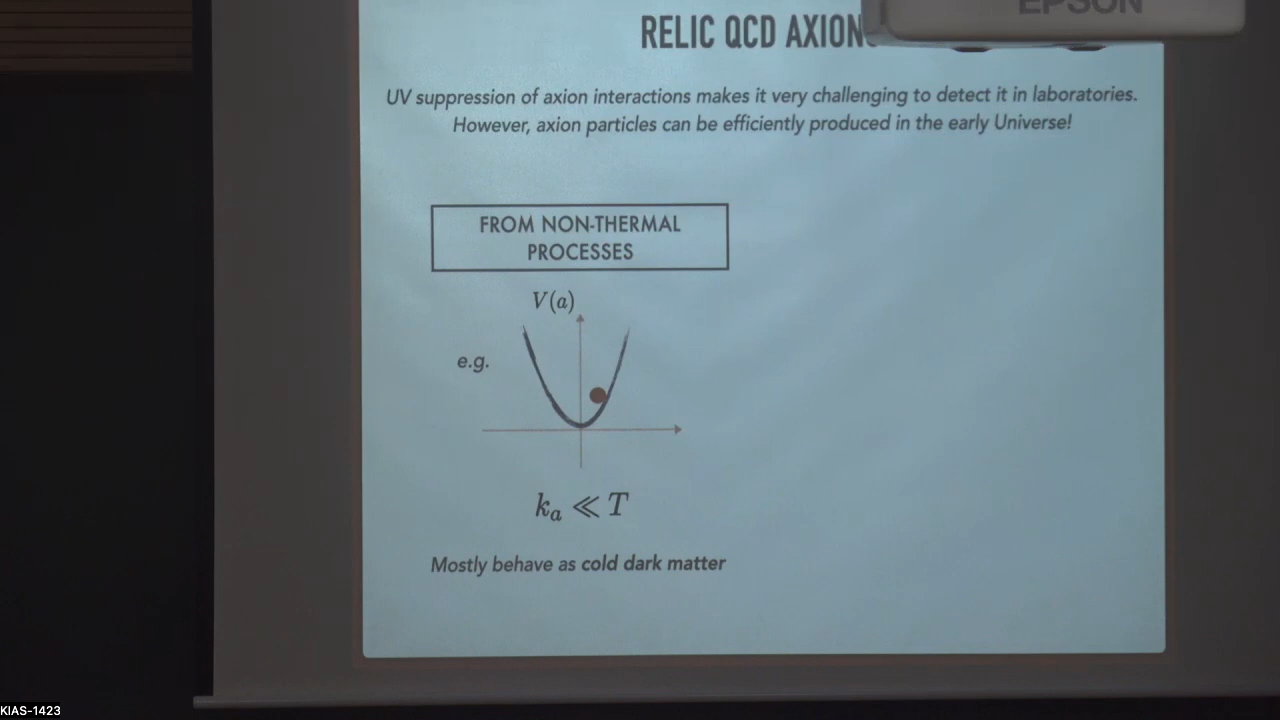 EPSON
RELIC QCD AXION
UV suppression of axion interactions makes it very challenging to detect it in laboratories.
However, axion particles can be efficiently produced in the early Universe!
FROM NON-THERMAL
PROCESSES
V(a)
e.g.
kₐ ≪ T
Mostly behave as cold dark matter
KIAS-1423